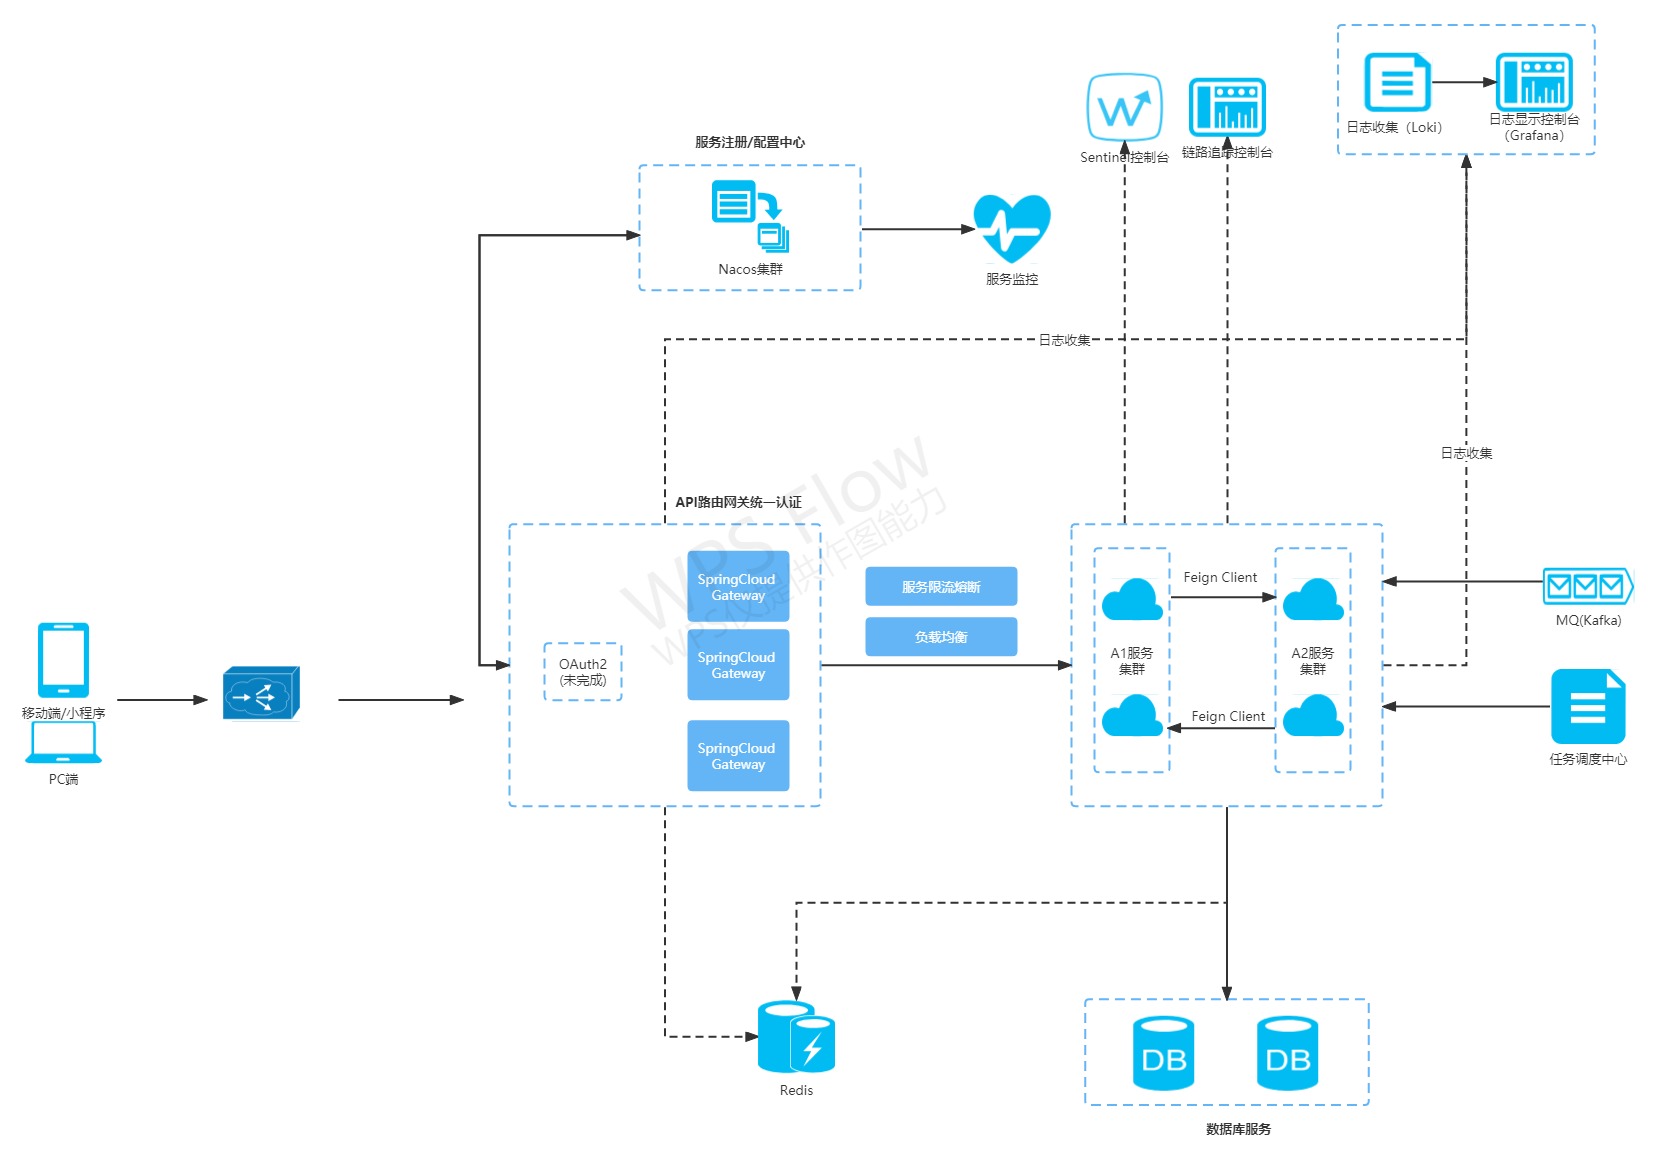 日志收集（Loki）
日志显示控制台
（Grafana）
Sentinel控制台
链路追踪控制台
服务注册/配置中心
Nacos集群
服务监控
日志收集
日志收集
API路由网关统一认证
SpringCloud
Gateway
OAuth2
(未完成)
SpringCloud
Gateway
SpringCloud
Gateway
服务限流熔断
负载均衡
Feign Client
A1服务
集群
A2服务
集群
Feign Client
MQ(Kafka)
任务调度中心
移动端/小程序
PC端
Redis
DB
DB
数据库服务
WPS Flow
WPS仅提供作图能力